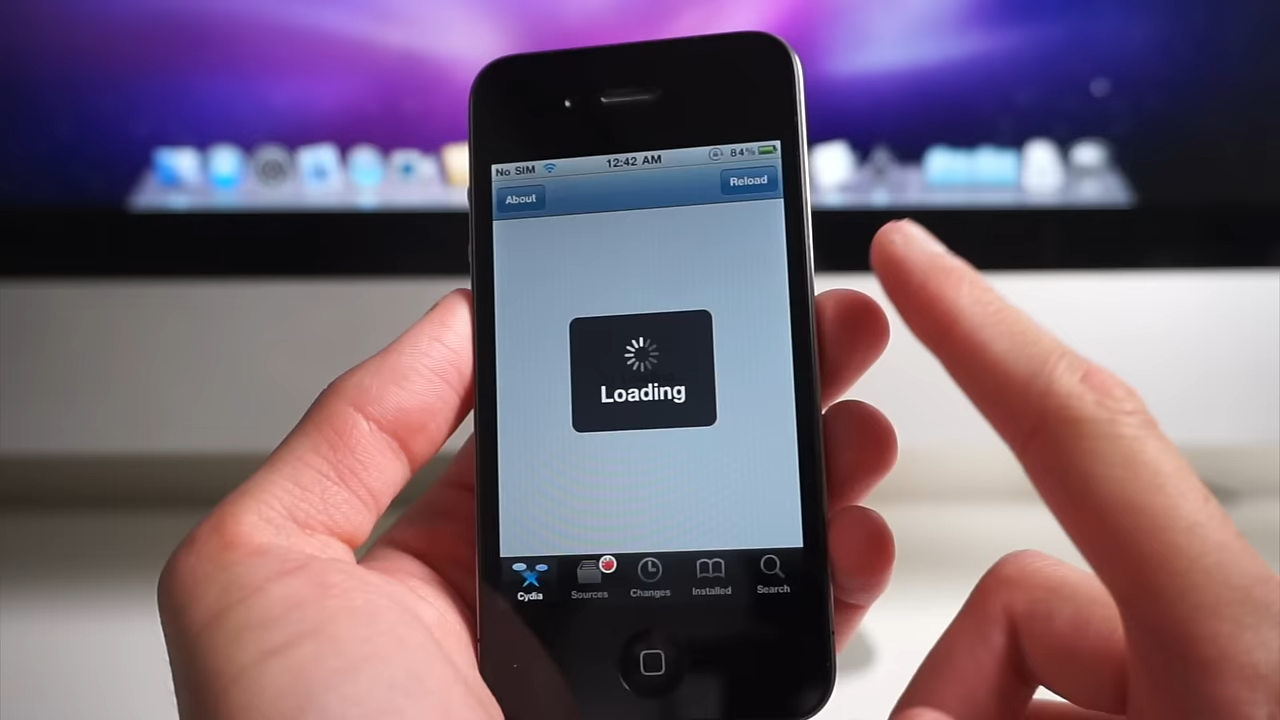 No SIM 12:42 AM 84%
About Reload
Loading
Cydia Sources Changes Installed Search